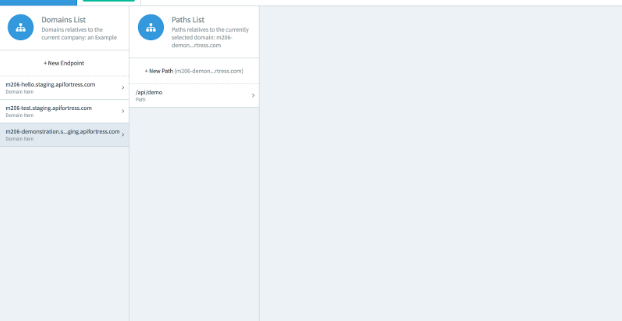 Domains List
Domains relatives to the
current company: an Example
+ New Endpoint
m206-hello.staging.apifortress.com
Domain Item
m206-test.staging.apifortress.com
Domain Item
m206-demonstration.s...ging.apifortress.com
Domain Item
Paths List
Paths relatives to the currently
selected domain: m206-
demon...rtress.com
+ New Path (m206-demon...rtress.com)
/api/demo
Path